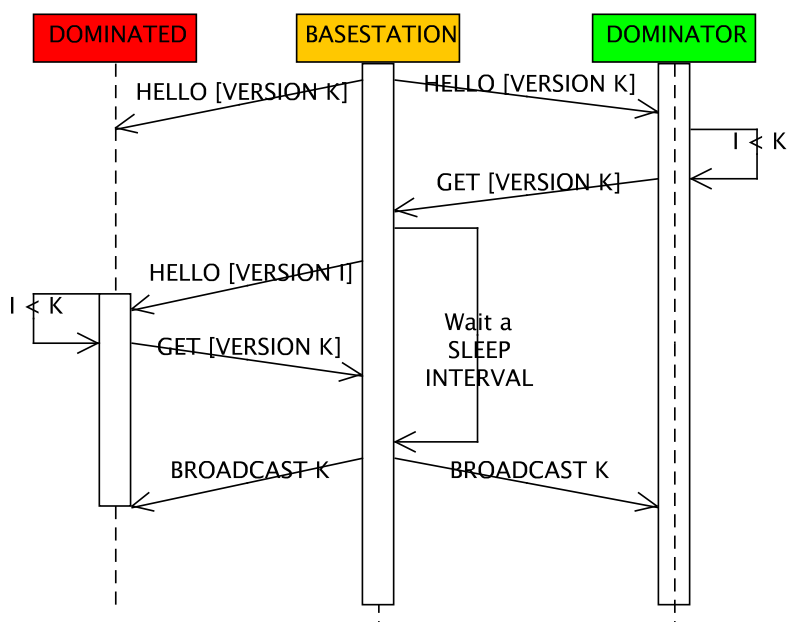 DOMINATED
BASESTATION
DOMINATOR
HELLO [VERSION K]
HELLO [VERSION K]
I < K
GET [VERSION K]
HELLO [VERSION I]
I < K
Wait a
SLEEP
INTERVAL
GET [VERSION K]
BROADCAST K
BROADCAST K